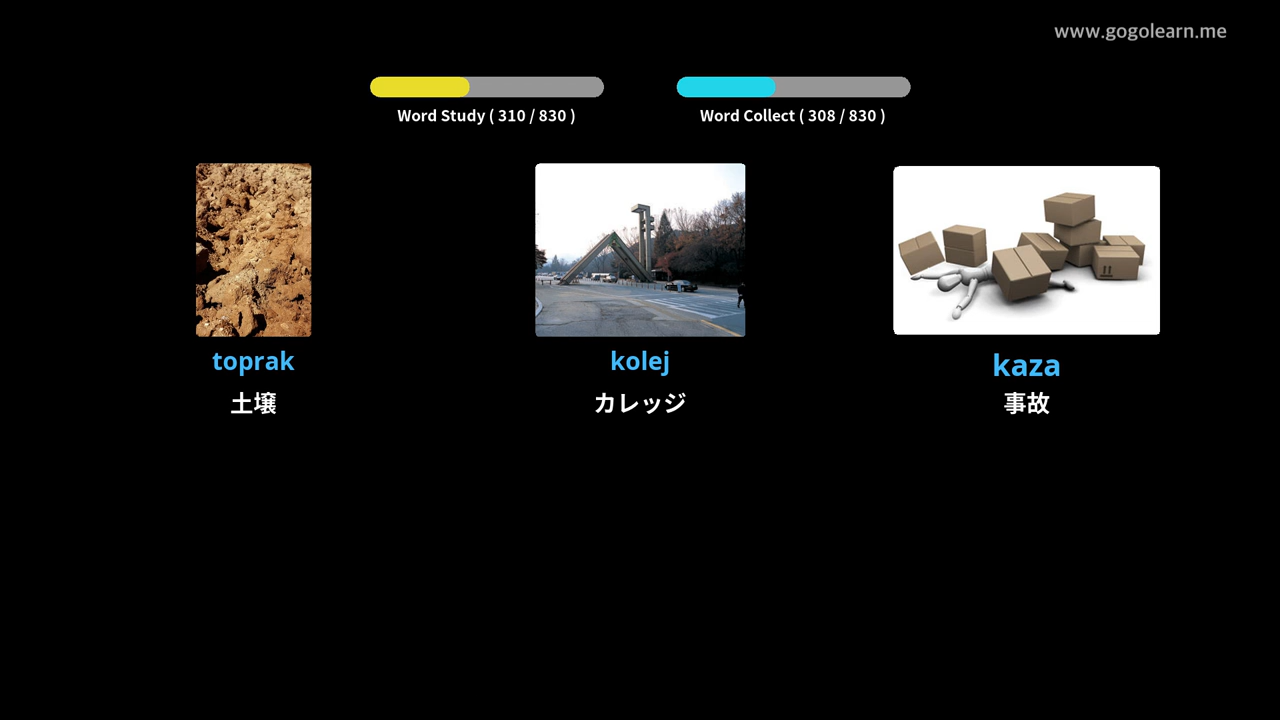 www.gogolearn.me
Word Study ( 310 / 830 )
Word Collect ( 308 / 830 )
toprak
土壌
kolej
カレッジ
kaza
事故